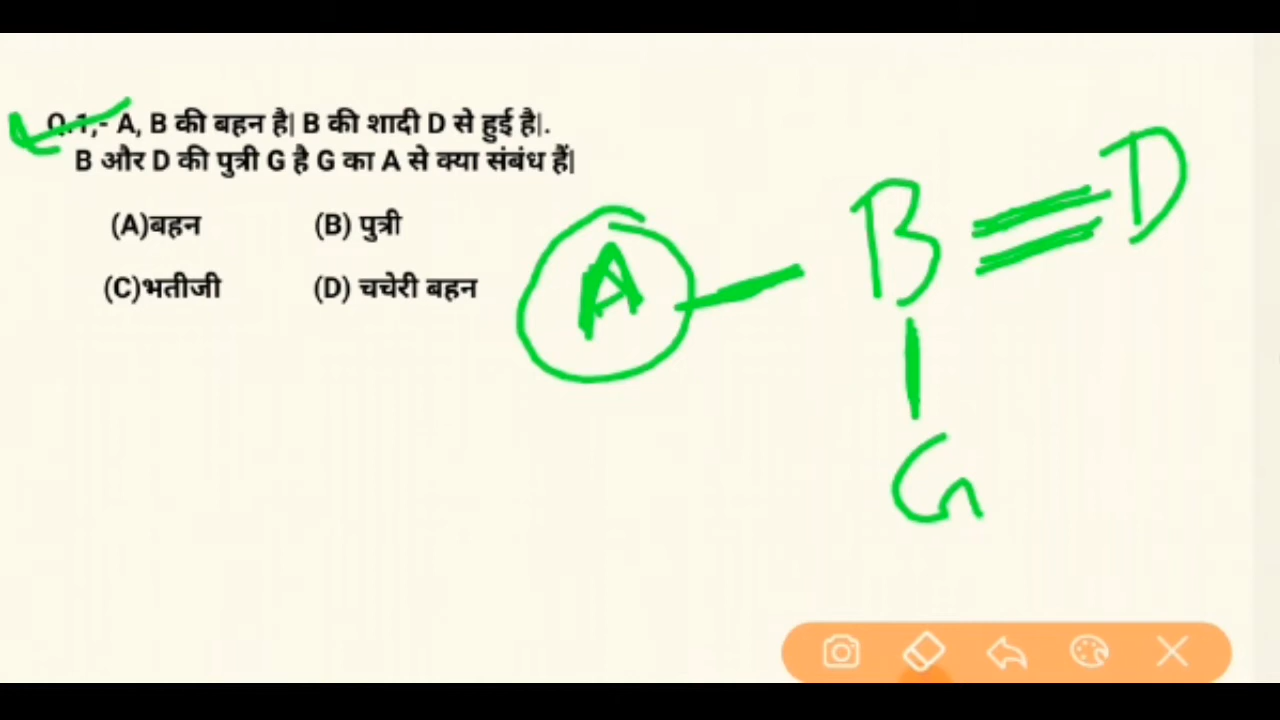 Q.1,- A, B की बहन है| B की शादी D से हुई है|.
B और D की पुत्री G है G का A से क्या संबंध हैं|
(A)बहन (B) पुत्री
(C)भतीजी (D) चचेरी बहन
A B D
G